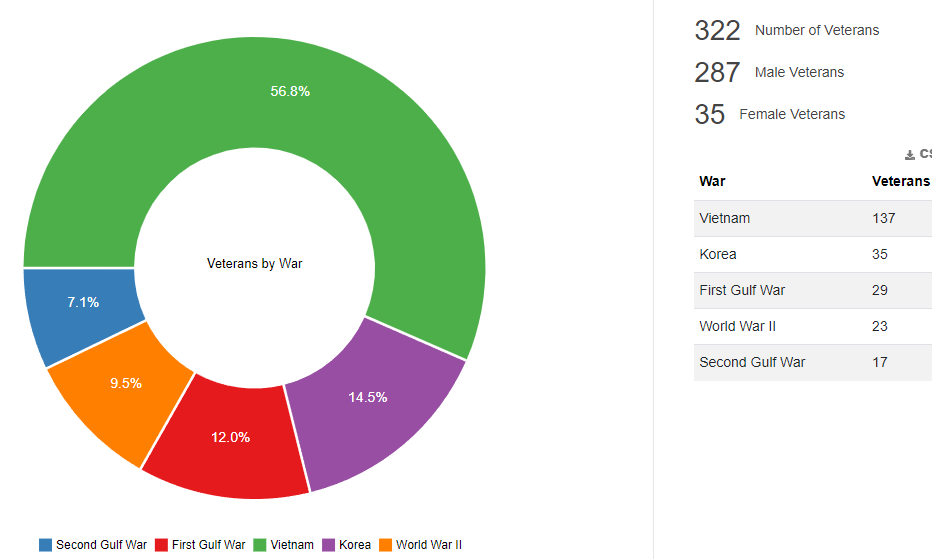 56.8%
Veterans by War
7.1%
9.5%
14.5%
12.0%
Second Gulf War First Gulf War Vietnam Korea World War II
322 Number of Veterans
287 Male Veterans
35 Female Veterans
War Veterans
Vietnam 137
Korea 35
First Gulf War 29
World War II 23
Second Gulf War 17